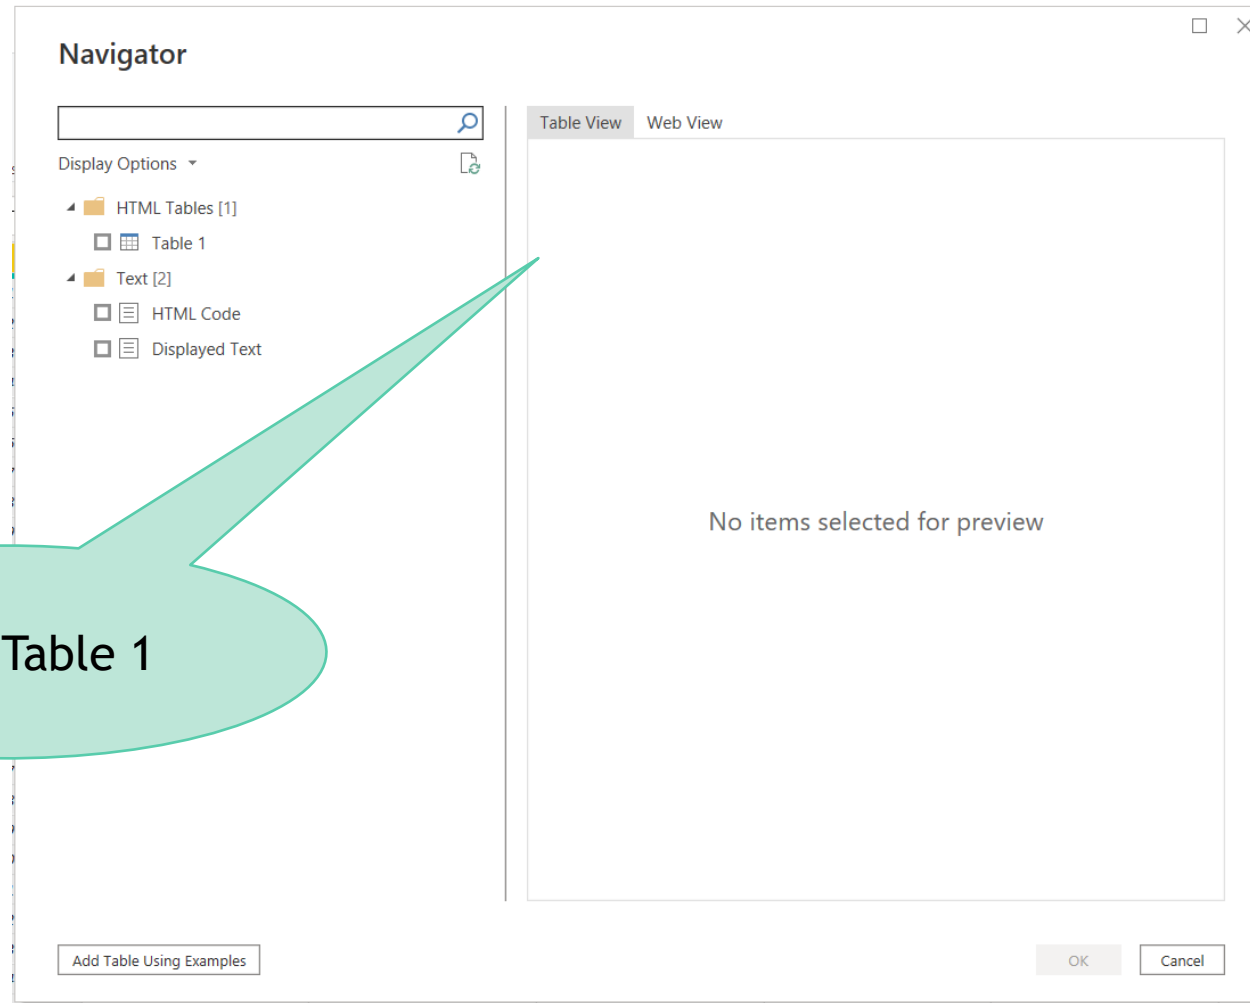 Navigator
Display Options
HTML Tables [1]
Table 1
Text [2]
HTML Code
Displayed Text
Table View Web View
No items selected for preview
Table 1
Add Table Using Examples
OK Cancel